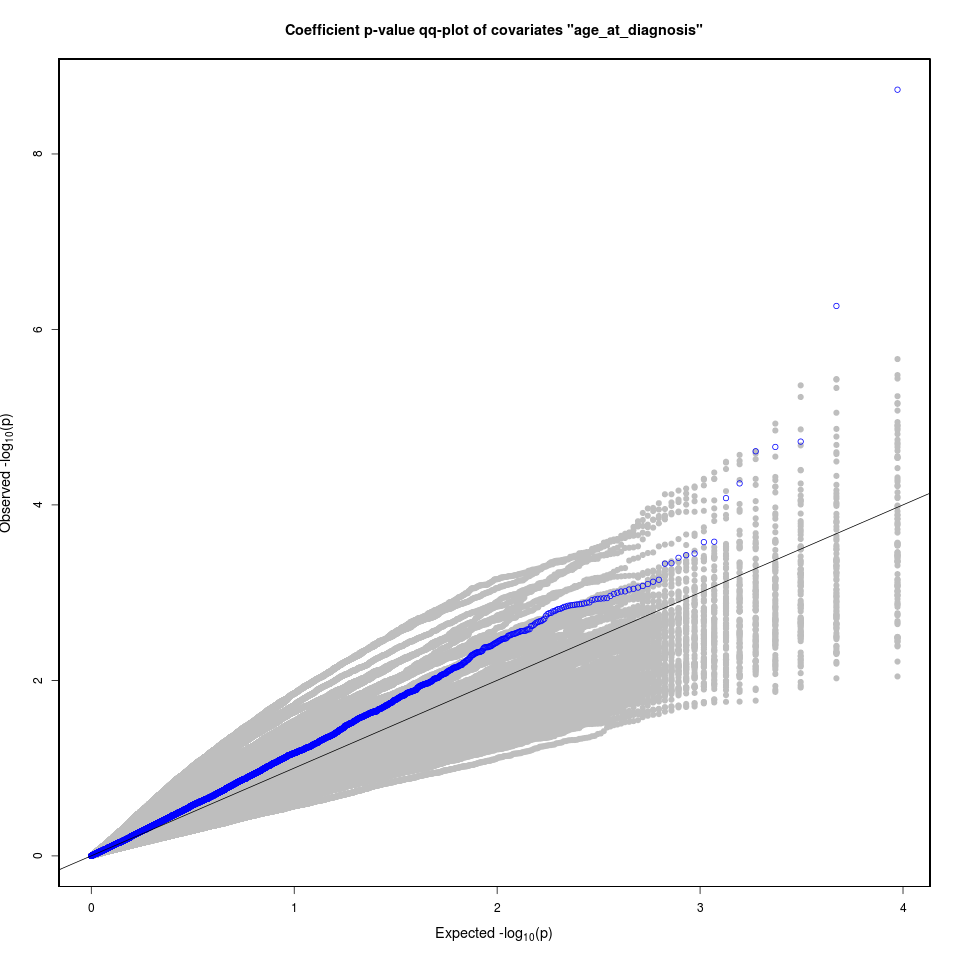 Coefficient p-value qq-plot of covariates "age_at_diagnosis"
Observed -log10(p)
8
6
4
2
0
0 1 2 3 4
Expected -log10(p)